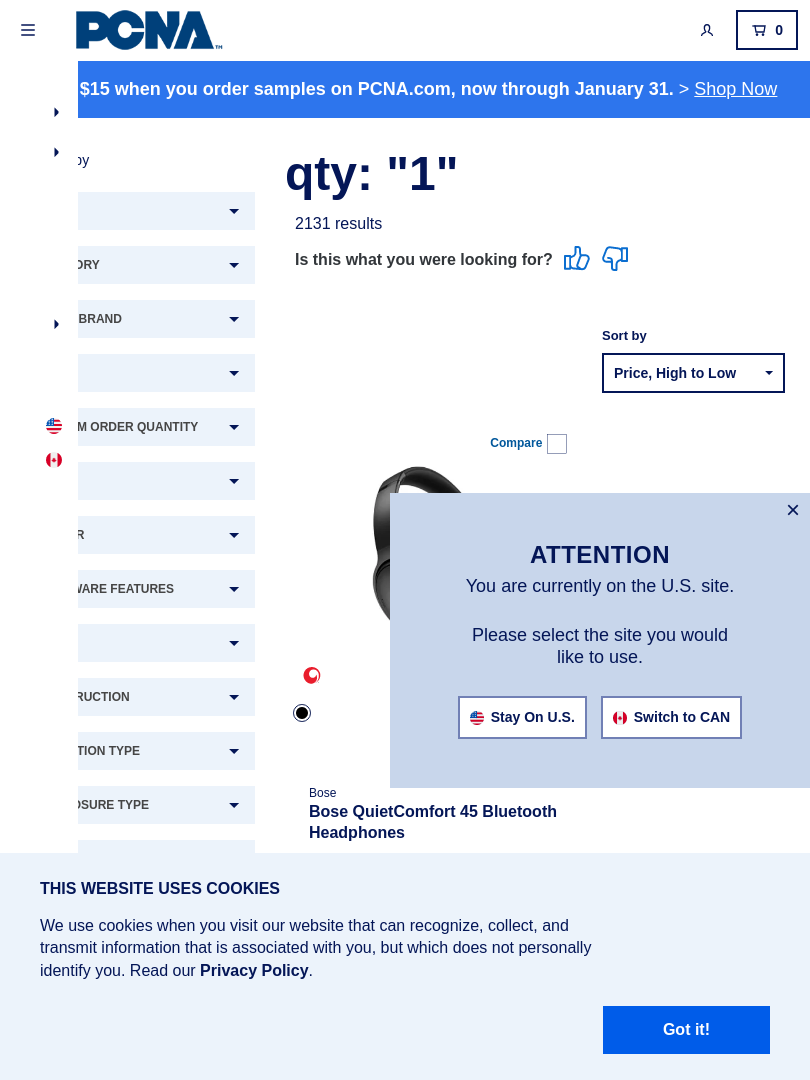 PCNA™
0
$15 when you order samples on PCNA.com, now through January 31. > Shop Now
by
qty: "1"
2131 results
Is this what you were looking for?
Sort by
Price, High to Low
ORY
BRAND
M ORDER QUANTITY
R
WARE FEATURES
RUCTION
TION TYPE
OSURE TYPE
Compare
×
ATTENTION
You are currently on the U.S. site.
Please select the site you would
like to use.
Stay On U.S.
Switch to CAN
Bose
Bose QuietComfort 45 Bluetooth
Headphones
THIS WEBSITE USES COOKIES
We use cookies when you visit our website that can recognize, collect, and
transmit information that is associated with you, but which does not personally
identify you. Read our Privacy Policy.
Got it!